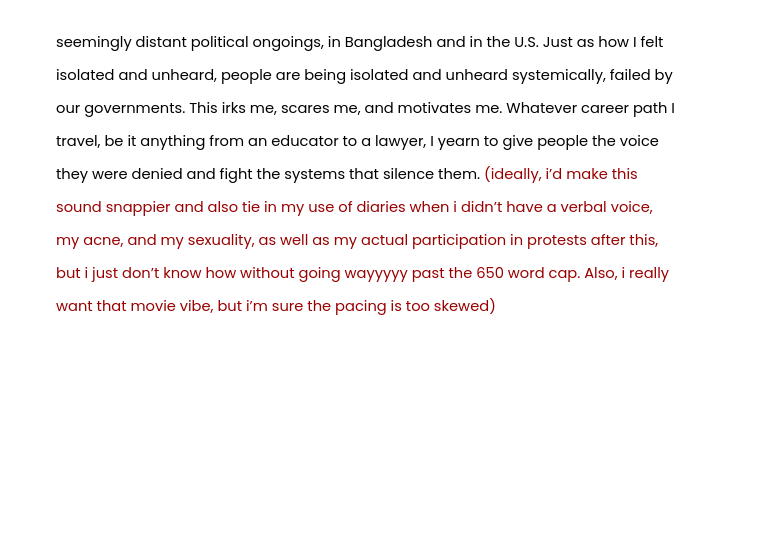 seemingly distant political ongoings, in Bangladesh and in the U.S. Just as how I felt
isolated and unheard, people are being isolated and unheard systemically, failed by
our governments. This irks me, scares me, and motivates me. Whatever career path I
travel, be it anything from an educator to a lawyer, I yearn to give people the voice
they were denied and fight the systems that silence them. (ideally, i’d make this
sound snappier and also tie in my use of diaries when i didn’t have a verbal voice,
my acne, and my sexuality, as well as my actual participation in protests after this,
but i just don’t know how without going wayyyyy past the 650 word cap. Also, i really
want that movie vibe, but i’m sure the pacing is too skewed)